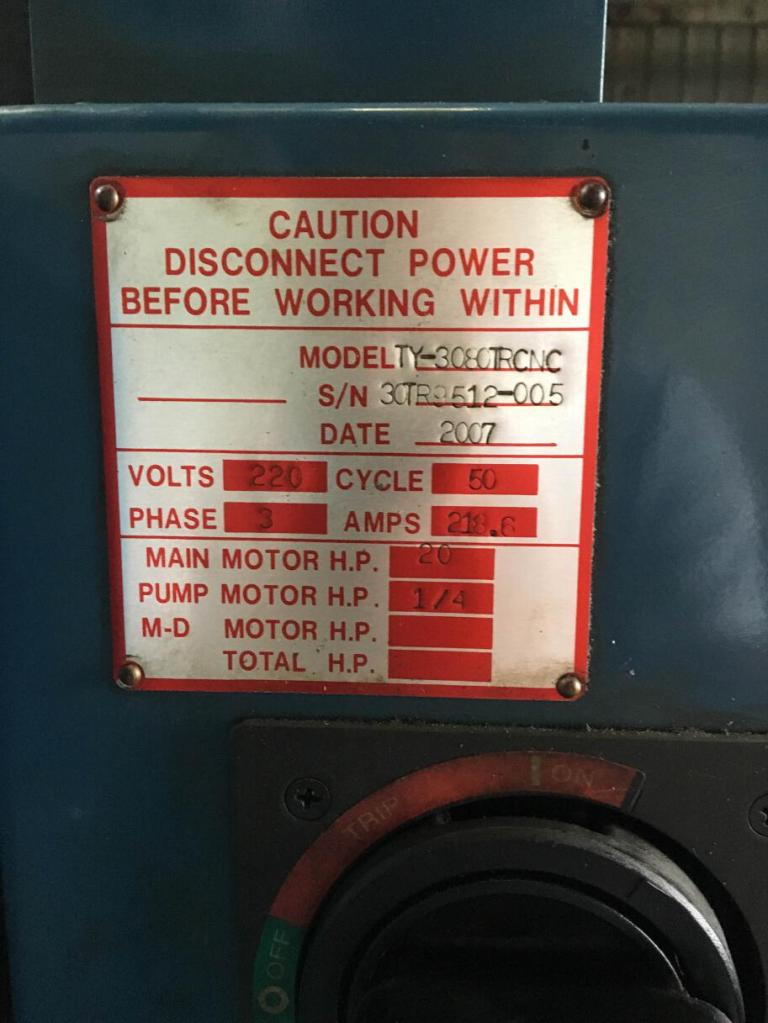 CAUTION
DISCONNECT POWER
BEFORE WORKING WITHIN
MODEL TY-3080TRCNC
S/N 30TR9512-005
DATE 2007
VOLTS 220 CYCLE 50
PHASE 3 AMPS 218.6
MAIN MOTOR H.P. 20
PUMP MOTOR H.P. 1/4
M-D MOTOR H.P.
TOTAL H.P.
ON
TRIP
OFF